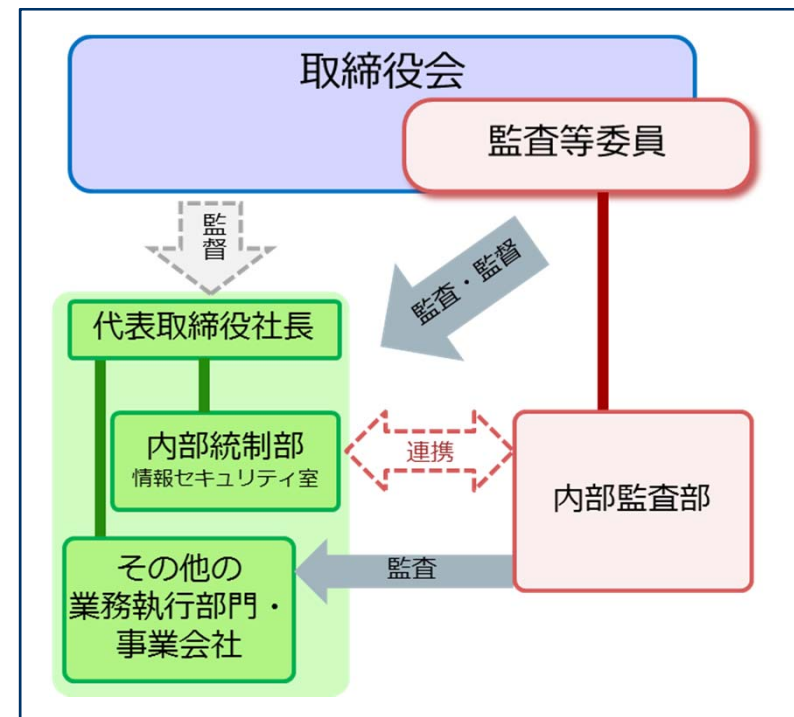 取締役会
監査等委員
監督
監査・監督
代表取締役社長
内部統制部
情報セキュリティ室
連携
内部監査部
その他の
業務執行部門・
事業会社
監査